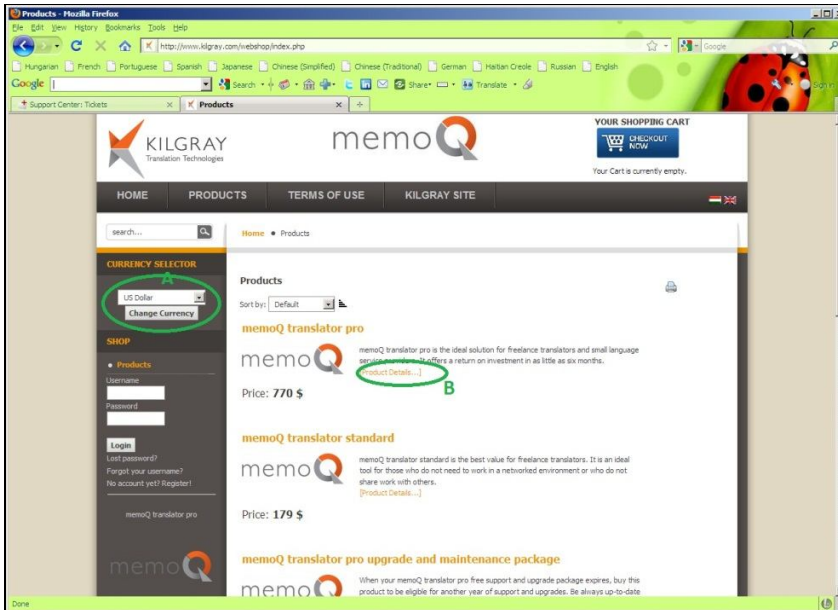 Products - Mozilla Firefox
File Edit View History Bookmarks Tools Help
http://www.kilgray.com/webshop/index.php
Google
Hungarian French Portuguese Spanish Japanese Chinese (Simplified) Chinese (Traditional) German Haitian Creole Russian English
Google Search Share Translate Sign in
Support Center: Tickets Products
KILGRAY
Translation Technologies
memoQ
YOUR SHOPPING CART
CHECKOUT NOW
Your Cart is currently empty.
HOME PRODUCTS TERMS OF USE KILGRAY SITE
search...
Home • Products
CURRENCY SELECTOR
A
US Dollar
Change Currency
SHOP
• Products
Username
Password
Login
Lost password?
Forgot your username?
No account yet? Register!
memoQ translator pro
memoQ
Products
Sort by: Default
memoQ translator pro
memoQ
memoQ translator pro is the ideal solution for freelance translators and small language
service providers. It offers a return on investment in as little as six months.
[Product Details...]
B
Price: 770 $
memoQ translator standard
memoQ
memoQ translator standard is the best value for freelance translators. It is an ideal
tool for those who do not need to work in a networked environment or who do not
share work with others.
[Product Details...]
Price: 179 $
memoQ translator pro upgrade and maintenance package
memoQ
When your memoQ translator pro free support and upgrade package expires, buy this
product to be eligible for another year of support and upgrades. Be always up-to-date
Done